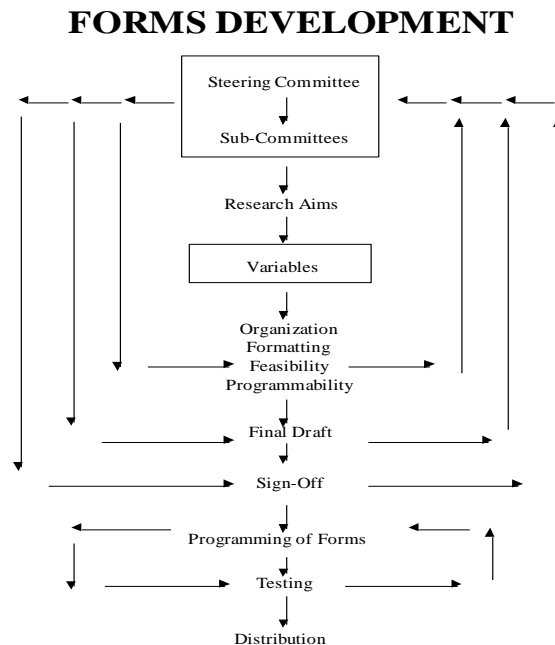 FORMS DEVELOPMENT
Steering Committee
Sub-Committees
Research Aims
Variables
Organization
Formatting
Feasibility
Programmability
Final Draft
Sign-Off
Programming of Forms
Testing
Distribution